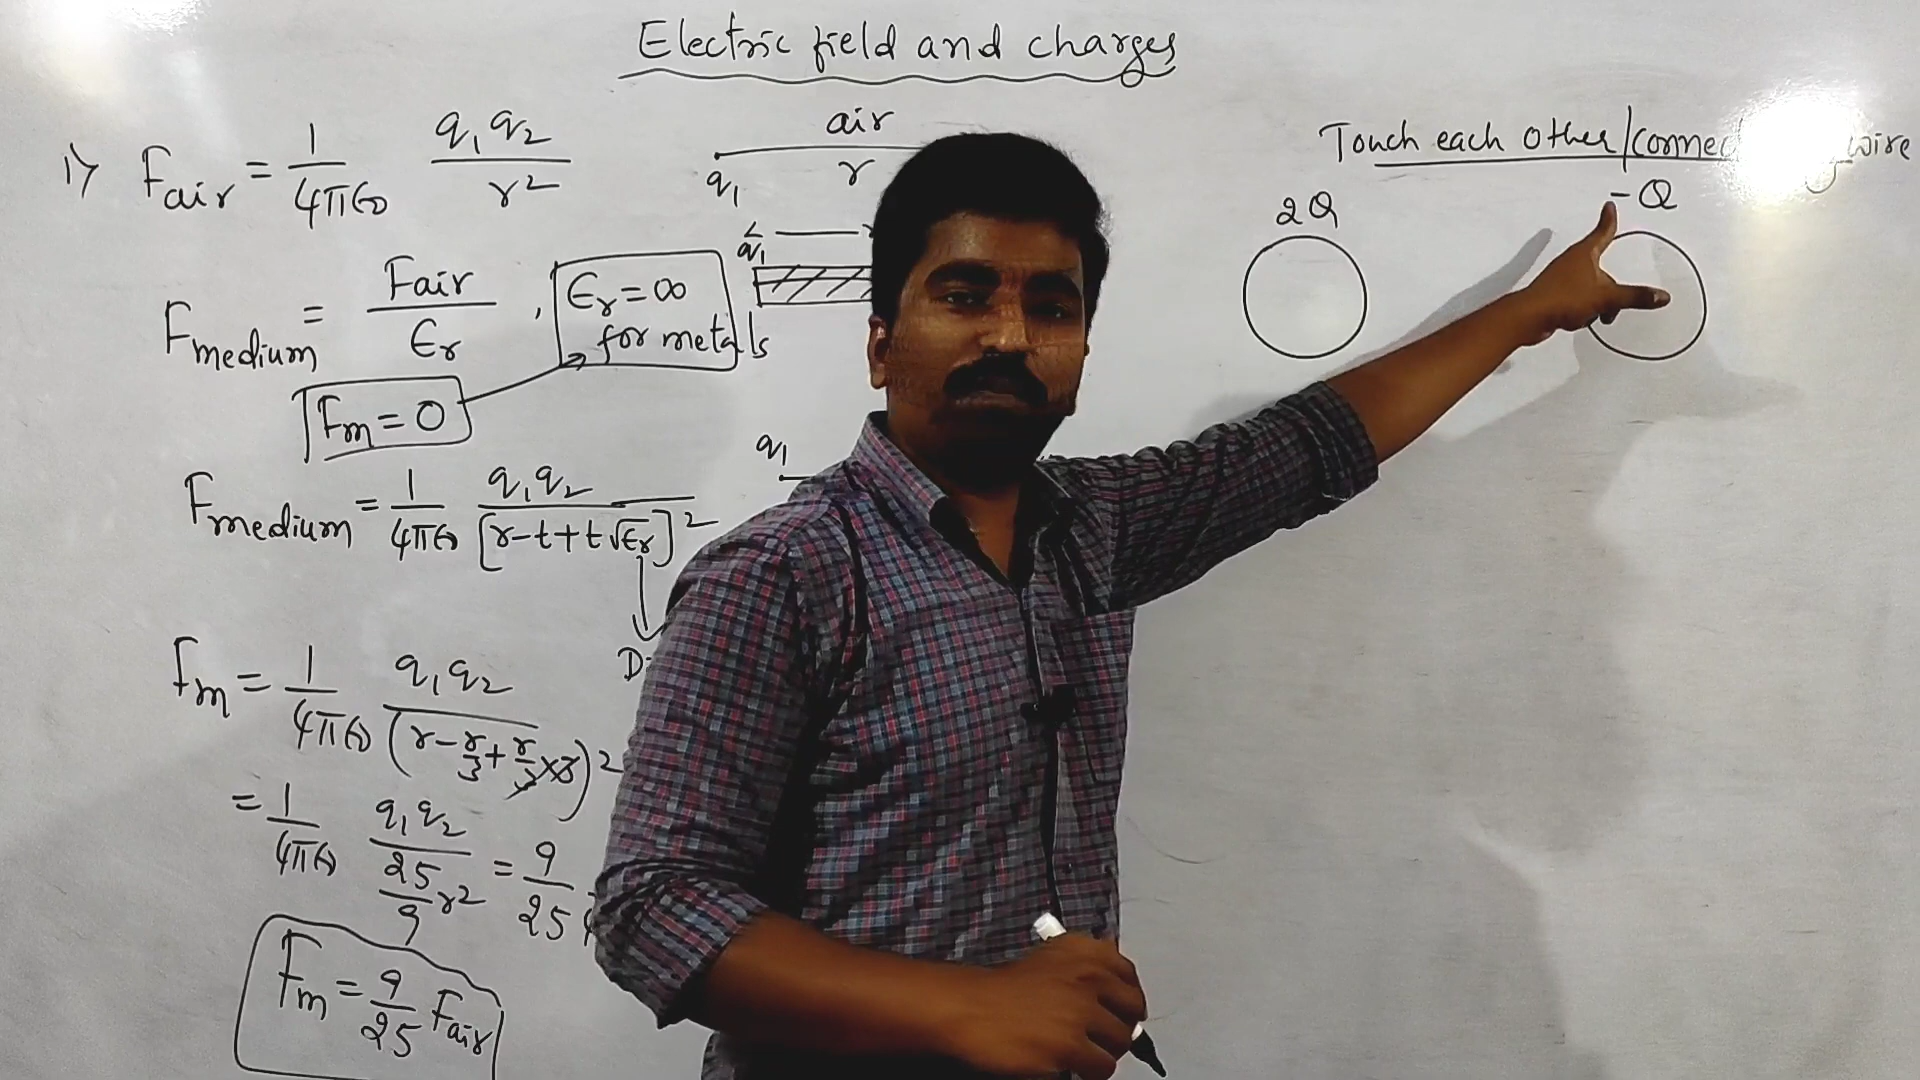 Electric field and charges
1) Fair = 1/4πϵ0 q1q2/r²
air
q1 r
q1
Fmedium = Fair/ϵr , ϵr = ∞ for metals
Fm = 0
q1
Fmedium = 1/4πϵ0 q1q2/[r-t+t√ϵr]²
Fm = 1/4πϵ0 q1q2/(r-r/3+r/3×3)²
= 1/4πϵ0 q1q2/25/9 r² = 9/25
Fm = 9/25 Fair
Touch each other/ wire
2Q -Q